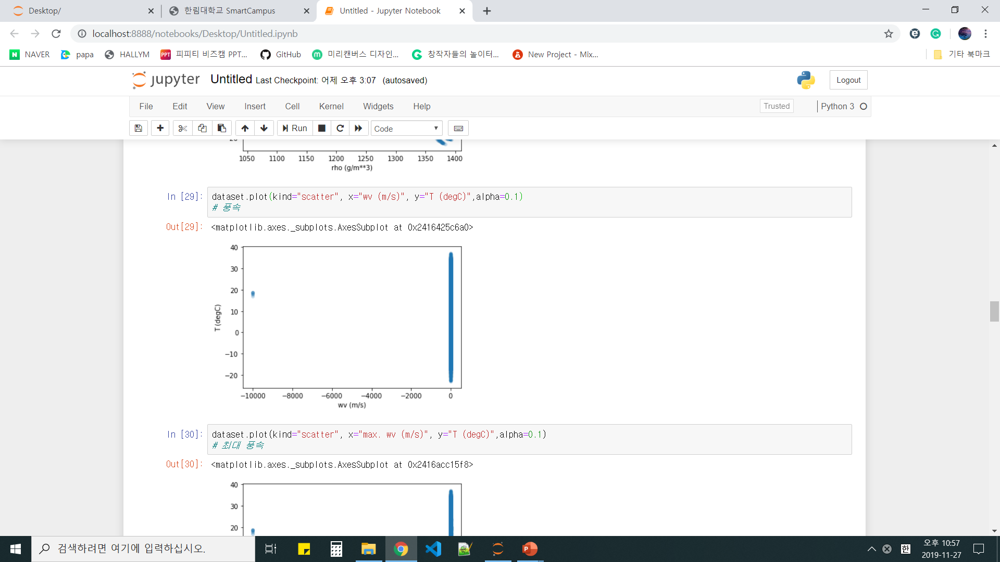 Desktop/
한림대학교 SmartCampus
Untitled - Jupyter Notebook
localhost:8888/notebooks/Desktop/Untitled.ipynb
NAVER
papa
HALLYM
PPT
피피티 비즈캠 PPT...
GitHub
미리캔버스 디자인...
창작자들의 놀이터...
New Project - Mix...
기타 북마크
jupyter
Untitled Last Checkpoint: 어제 오후 3:07 (autosaved)
Logout
File Edit View Insert Cell Kernel Widgets Help
Trusted
Python 3
Run
Code
1050 1100 1150 1200 1250 1300 1350 1400
rho (g/m**3)
In [29]: dataset.plot(kind="scatter", x="wv (m/s)", y="T (degC)",alpha=0.1)
# 풍속
Out[29]: <matplotlib.axes._subplots.AxesSubplot at 0x2416425c6a0>
40
30
20
10
0
−10
−20
T (degC)
−10000 −8000 −6000 −4000 −2000 0
wv (m/s)
In [30]: dataset.plot(kind="scatter", x="max. wv (m/s)", y="T (degC)",alpha=0.1)
# 최대 풍속
Out[30]: <matplotlib.axes._subplots.AxesSubplot at 0x2416acc15f8>
40
30
20
검색하려면 여기에 입력하십시오.
한
오후 10:57
2019-11-27